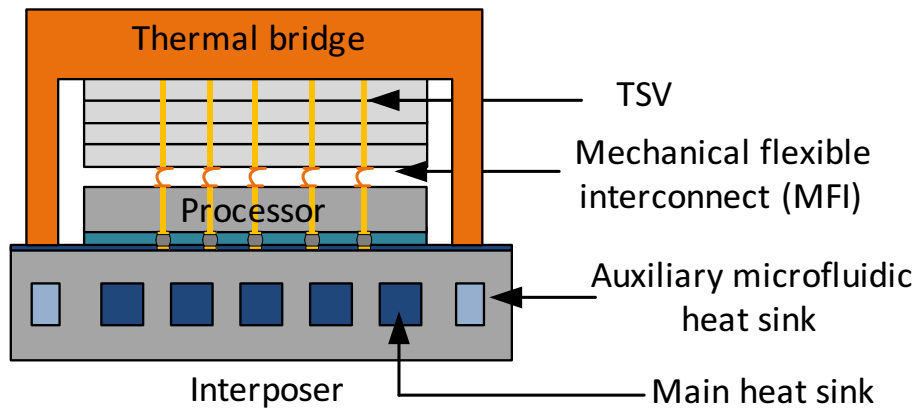 Thermal bridge
TSV
Mechanical flexible
interconnect (MFI)
Processor
Auxiliary microfluidic
heat sink
Interposer
Main heat sink